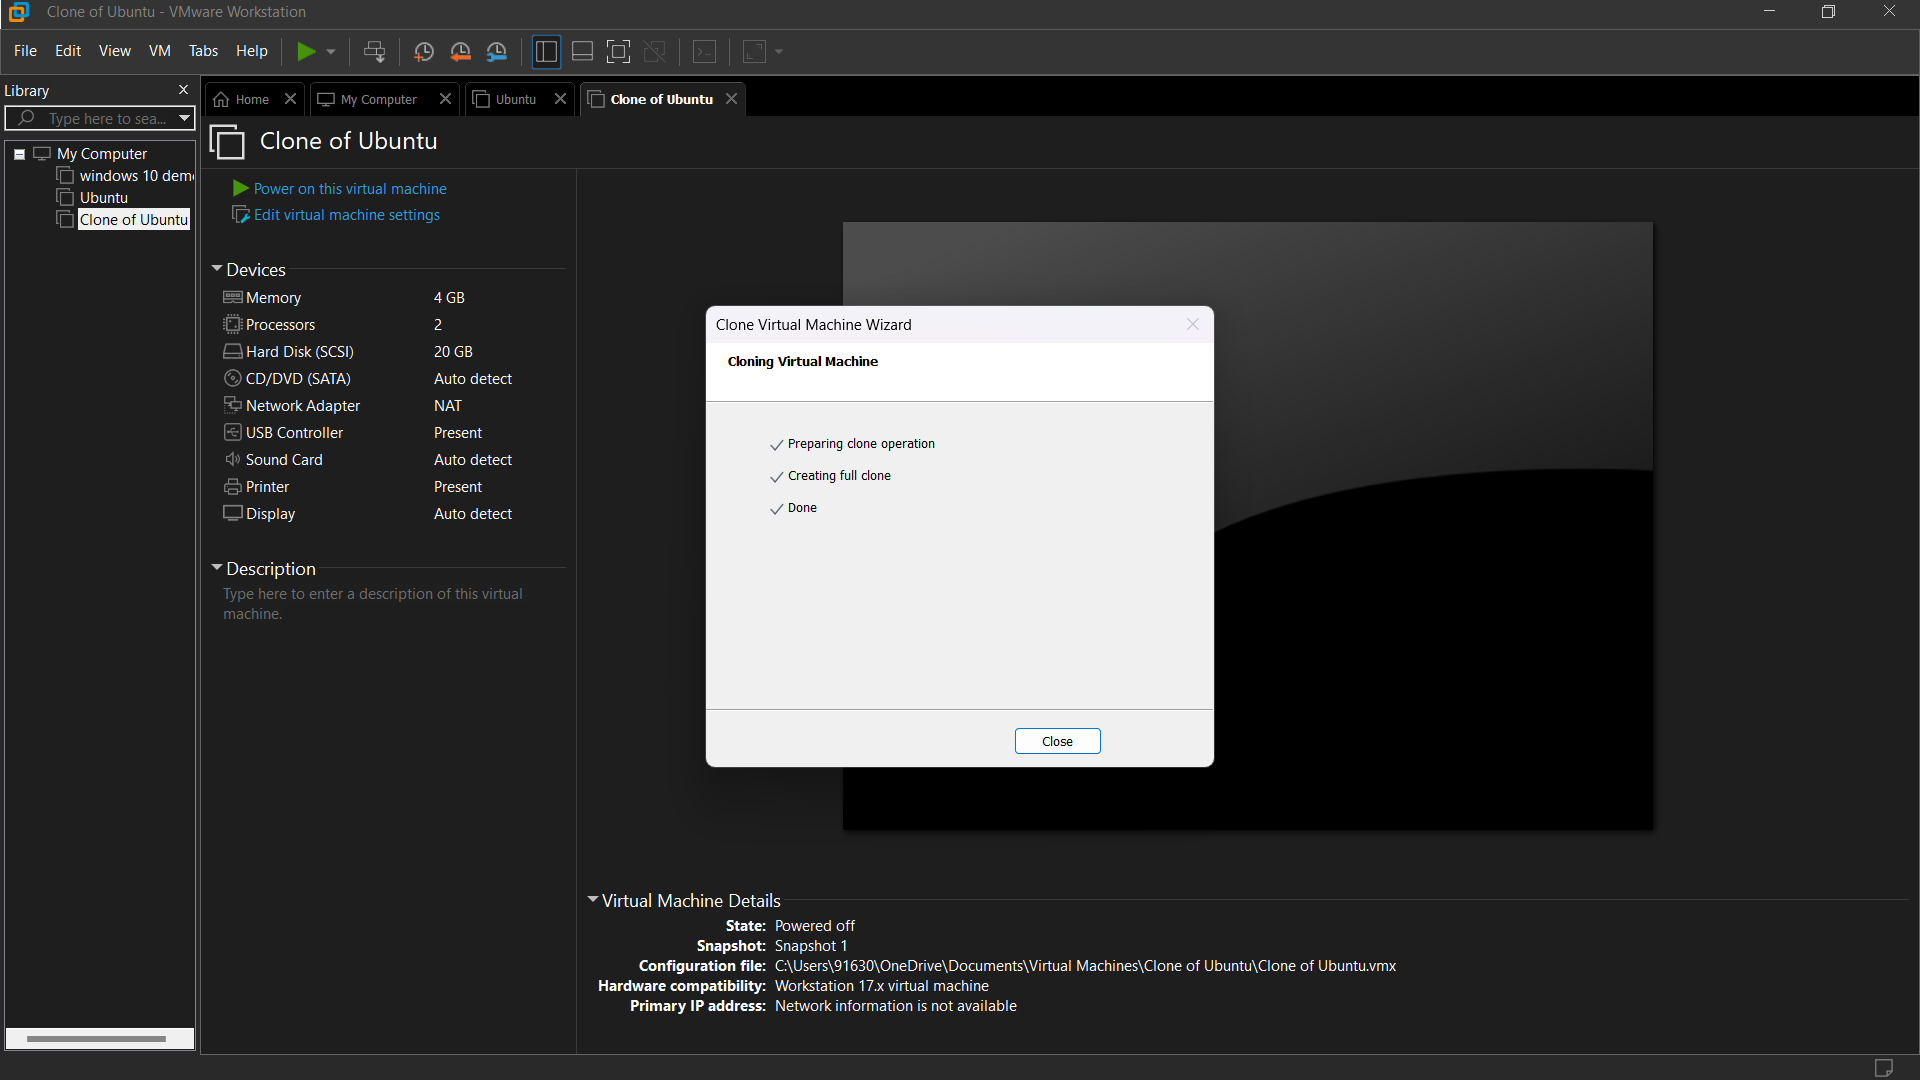 Clone of Ubuntu - VMware Workstation
File Edit View VM Tabs Help
Library
Type here to sea...
Home
My Computer
Ubuntu
Clone of Ubuntu
My Computer
windows 10 dem
Ubuntu
Clone of Ubuntu
Clone of Ubuntu
Power on this virtual machine
Edit virtual machine settings
Devices
Memory 4 GB
Processors 2
Hard Disk (SCSI) 20 GB
CD/DVD (SATA) Auto detect
Network Adapter NAT
USB Controller Present
Sound Card Auto detect
Printer Present
Display Auto detect
Description
Type here to enter a description of this virtual
machine.
Clone Virtual Machine Wizard
Cloning Virtual Machine
Preparing clone operation
Creating full clone
Done
Close
Virtual Machine Details
State: Powered off
Snapshot: Snapshot 1
Configuration file: C:\Users\91630\OneDrive\Documents\Virtual Machines\Clone of Ubuntu\Clone of Ubuntu.vmx
Hardware compatibility: Workstation 17.x virtual machine
Primary IP address: Network information is not available